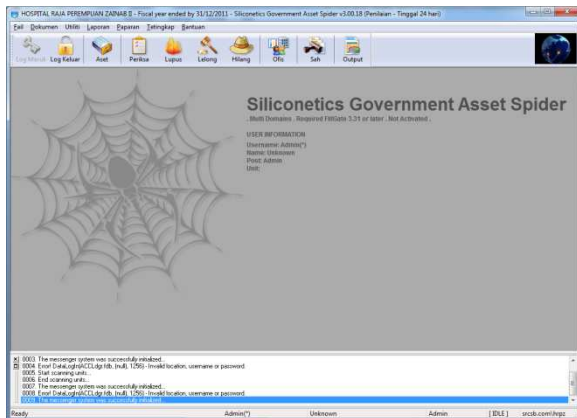 HOSPITAL RAJA PEREMPUAN ZAINAB II - Fiscal year ended by 31/12/2011 - Siliconetics Government Asset Spider v3.00.18 (Penilaian - Tinggal 24 hari)
Fail Dokumen Utiliti Laporan Paparan Tetingkap Bantuan
Log Masuk Log Keluar Aset Periksa Lupus Lelong Hilang Ofis Sah Output
Siliconetics Government Asset Spider
. Multi Domains . Required FillGate 3.31 or later . Not Activated .
USER INFORMATION
Username: Admin(*)
Name: Unknown
Post: Admin
Unit:
0003. The messenger system was successfully initialized...
0004. Error! DataLogIn(ACCLdgr.fdb, (null), 1256) - Invalid location, username or password.
0005. Start scanning units...
0006. End scanning units...
0007. The messenger system was successfully initialized...
0008. Error! DataLogIn(ACCLdgr.fdb, (null), 1256) - Invalid location, username or password.
0009. The messenger system was successfully initialized...
Ready Admin(*) Unknown Admin [ IDLE ] srcsb.com\hrpz